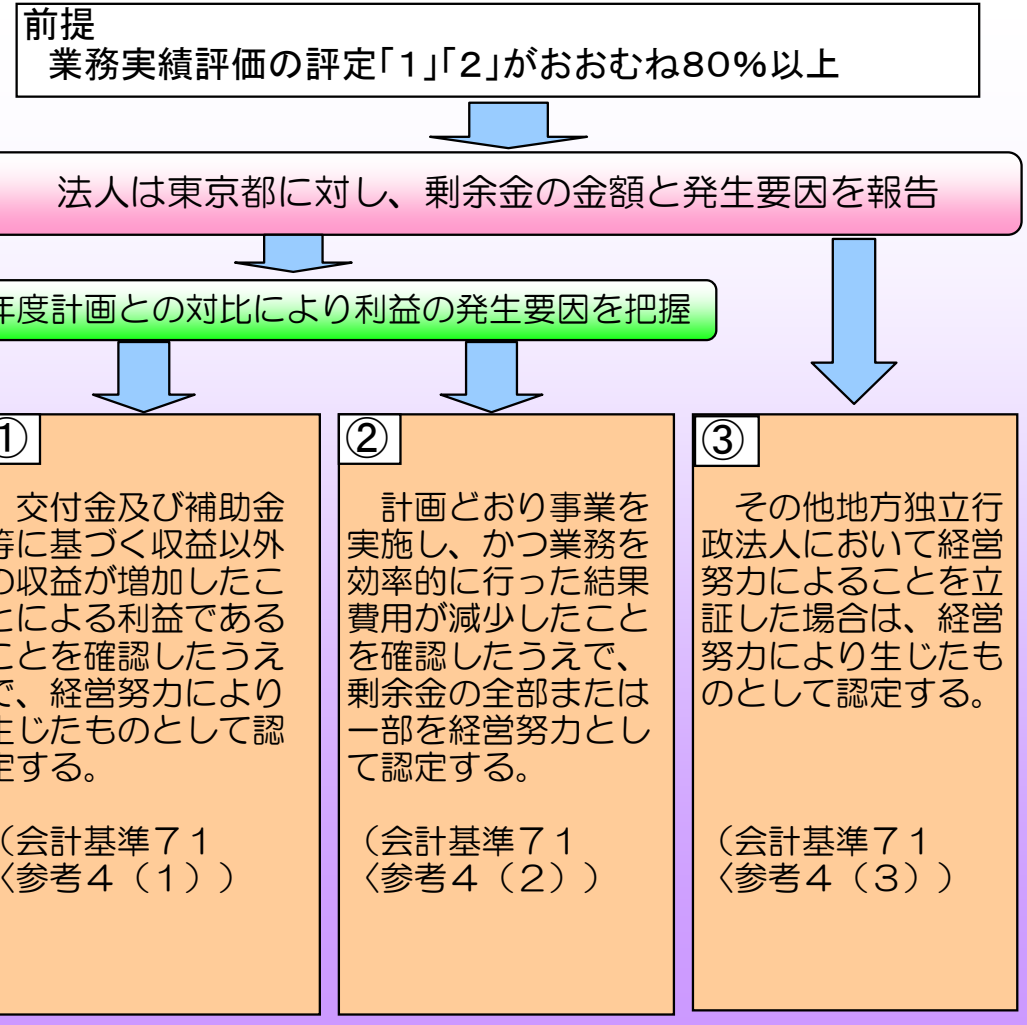 前提
業務実績評価の評定「１」「２」がおおむね８０％以上
法人は東京都に対し、剰余金の金額と発生要因を報告
年度計画との対比により利益の発生要因を把握
①
交付金及び補助金
等に基づく収益以外
の収益が増加したこ
とによる利益である
ことを確認したうえ
で、経営努力により
生じたものとして認
定する。
（会計基準７１
〈参考４（１））
②
計画どおり事業を
実施し、かつ業務を
効率的に行った結果
費用が減少したこと
を確認したうえで、
剰余金の全部または
一部を経営努力とし
て認定する。
（会計基準７１
〈参考４（２））
③
その他地方独立行
政法人において経営
努力によることを立
証した場合は、経営
努力により生じたも
のとして認定する。
（会計基準７１
〈参考４（３））